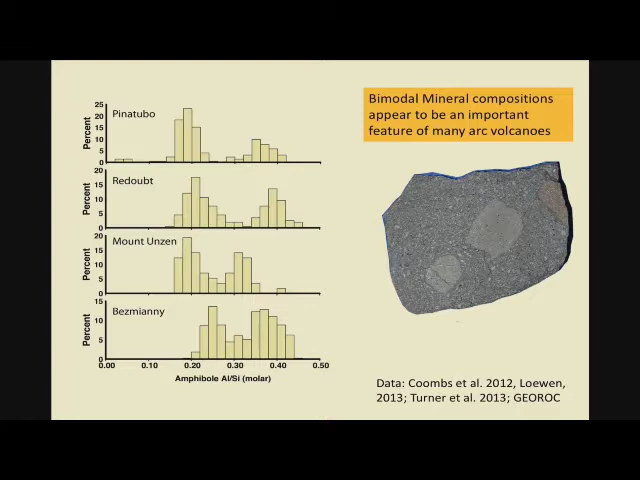 Bimodal Mineral compositions
appear to be an important
feature of many arc volcanoes
25
20
15
10
5
0
Percent
Pinatubo
20
15
10
5
0
Percent
Redoubt
20
15
10
5
0
Percent
Mount Unzen
15
10
5
0
Percent
Bezmianny
0.00 0.10 0.20 0.30 0.40 0.50
Amphibole Al/Si (molar)
Data: Coombs et al. 2012, Loewen,
2013; Turner et al. 2013; GEOROC